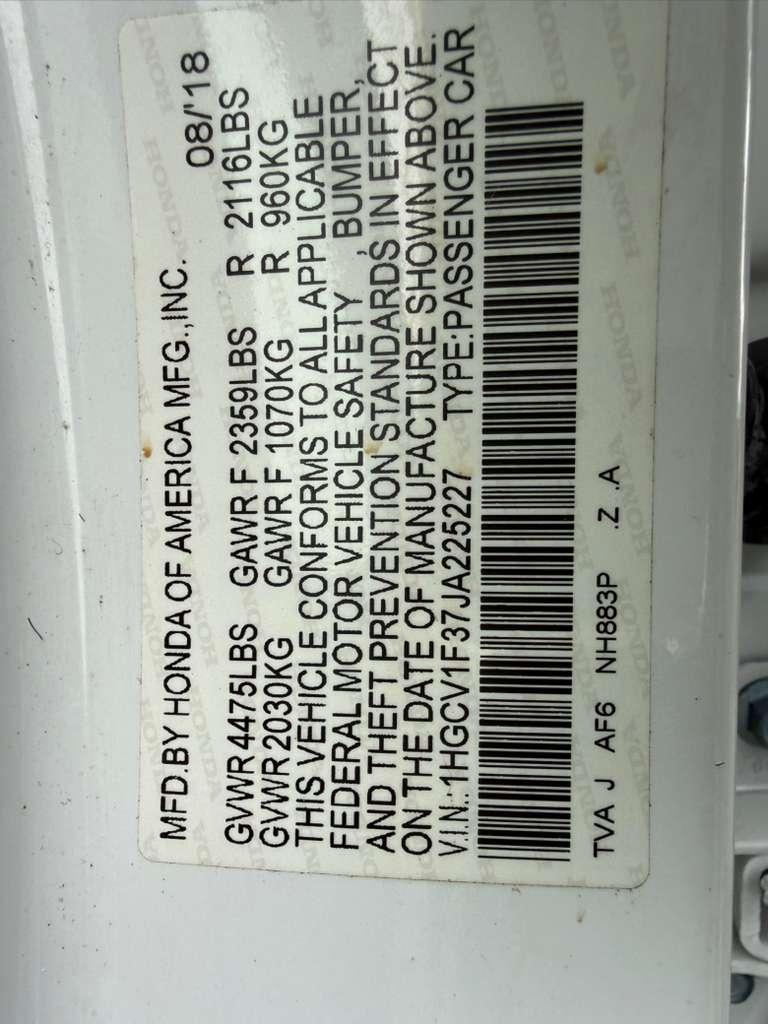 MFD.BY HONDA OF AMERICA MFG.,INC. 08/'18
GVWR 4475LBS GAWR F 2359LBS R 2116LBS
GVWR 2030KG GAWR F 1070KG R 960KG
THIS VEHICLE CONFORMS TO ALL APPLICABLE
FEDERAL MOTOR VEHICLE SAFETY , BUMPER,
AND THEFT PREVENTION STANDARDS IN EFFECT
ON THE DATE OF MANUFACTURE SHOWN ABOVE.
V.I.N.:1HGCV1F37JA225227 TYPE:PASSENGER CAR
TVA J AF6 NH883P .Z .A